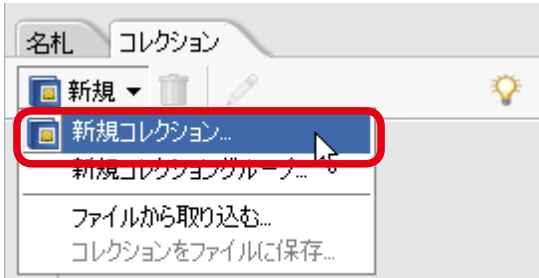 名札 コレクション
新規
新規コレクション...
新規コレクショングループ...
ファイルから取り込む...
コレクションをファイルに保存...